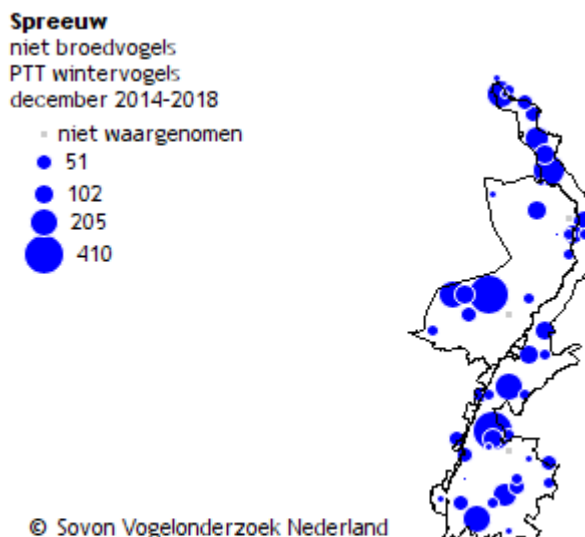 Spreeuw
niet broedvogels
PTT wintervogels
december 2014-2018
niet waargenomen
51
102
205
410
© Sovon Vogelonderzoek Nederland